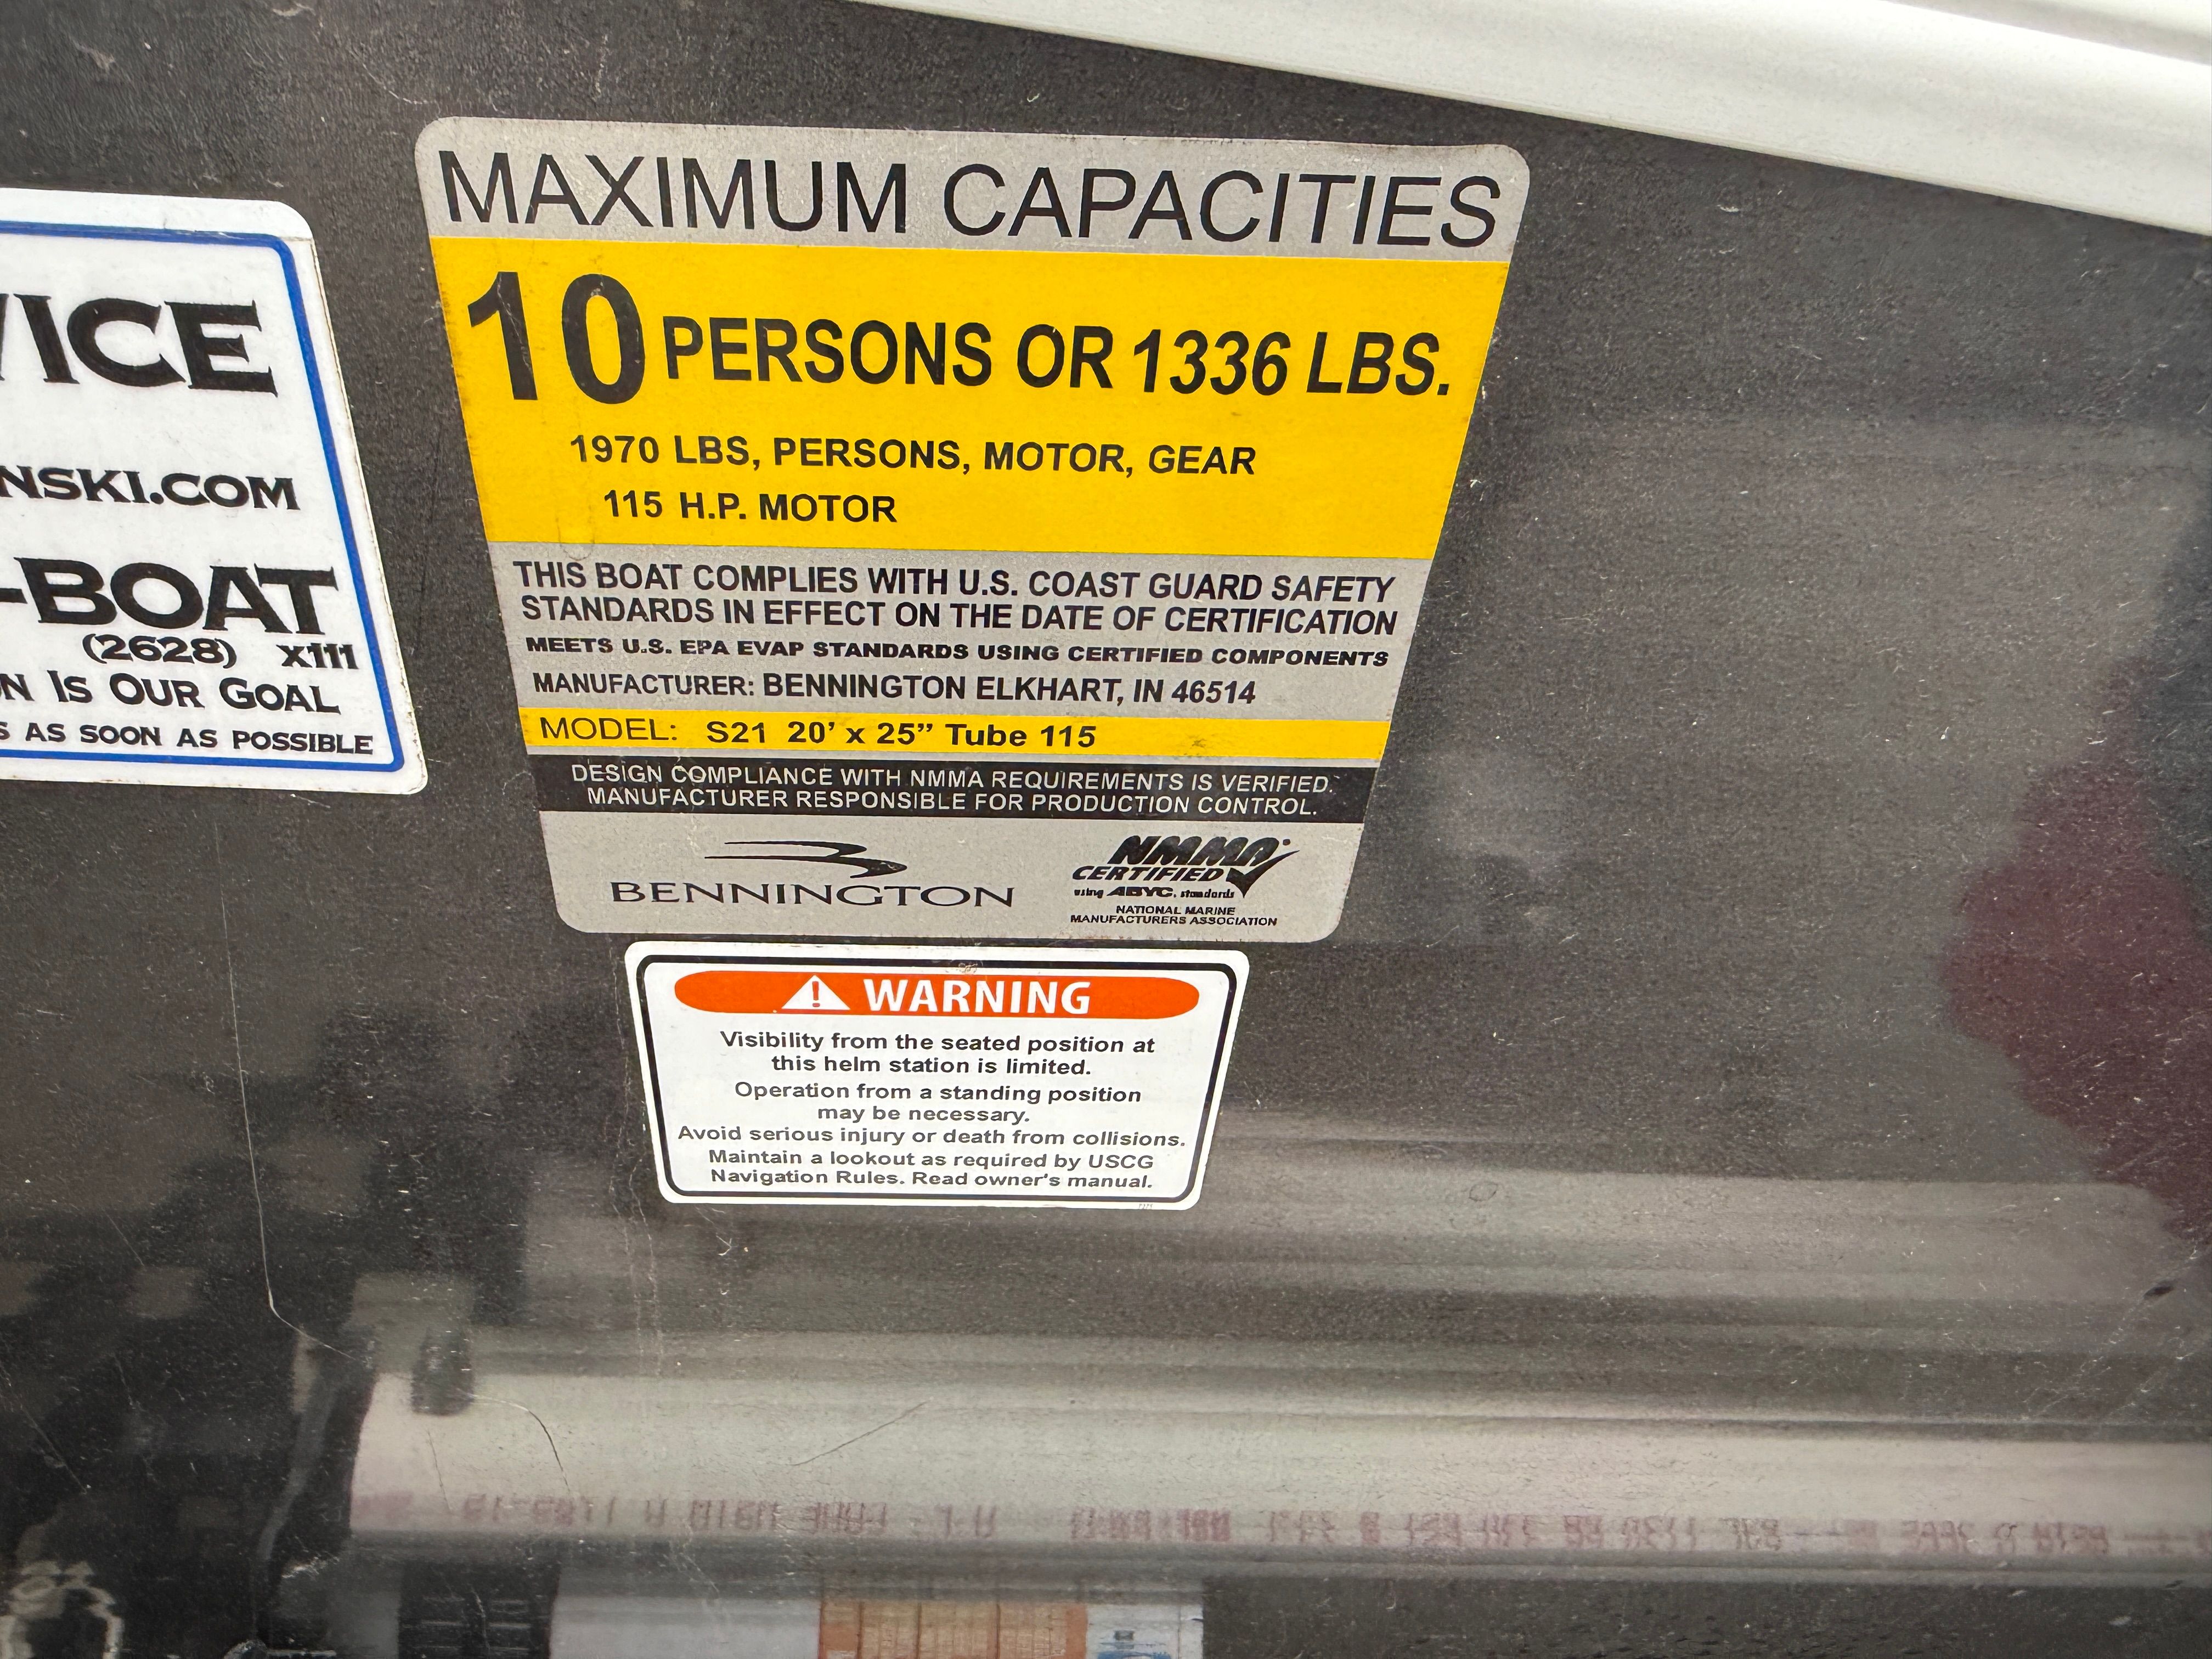 MAXIMUM CAPACITIES
10 PERSONS OR 1336 LBS.
1970 LBS, PERSONS, MOTOR, GEAR
115 H.P. MOTOR
THIS BOAT COMPLIES WITH U.S. COAST GUARD SAFETY
STANDARDS IN EFFECT ON THE DATE OF CERTIFICATION
MEETS U.S. EPA EVAP STANDARDS USING CERTIFIED COMPONENTS
MANUFACTURER: BENNINGTON ELKHART, IN 46514
MODEL: S21 20' x 25" Tube 115
DESIGN COMPLIANCE WITH NMMA REQUIREMENTS IS VERIFIED.
MANUFACTURER RESPONSIBLE FOR PRODUCTION CONTROL.
BENNINGTON
NMMA
CERTIFIED
using ABYC. standards
NATIONAL MARINE
MANUFACTURERS ASSOCIATION
WARNING
Visibility from the seated position at
this helm station is limited.
Operation from a standing position
may be necessary.
Avoid serious injury or death from collisions.
Maintain a lookout as required by USCG
Navigation Rules. Read owner's manual.
VICE
NSKI.COM
-BOAT
(2628) x111
N IS OUR GOAL
S AS SOON AS POSSIBLE